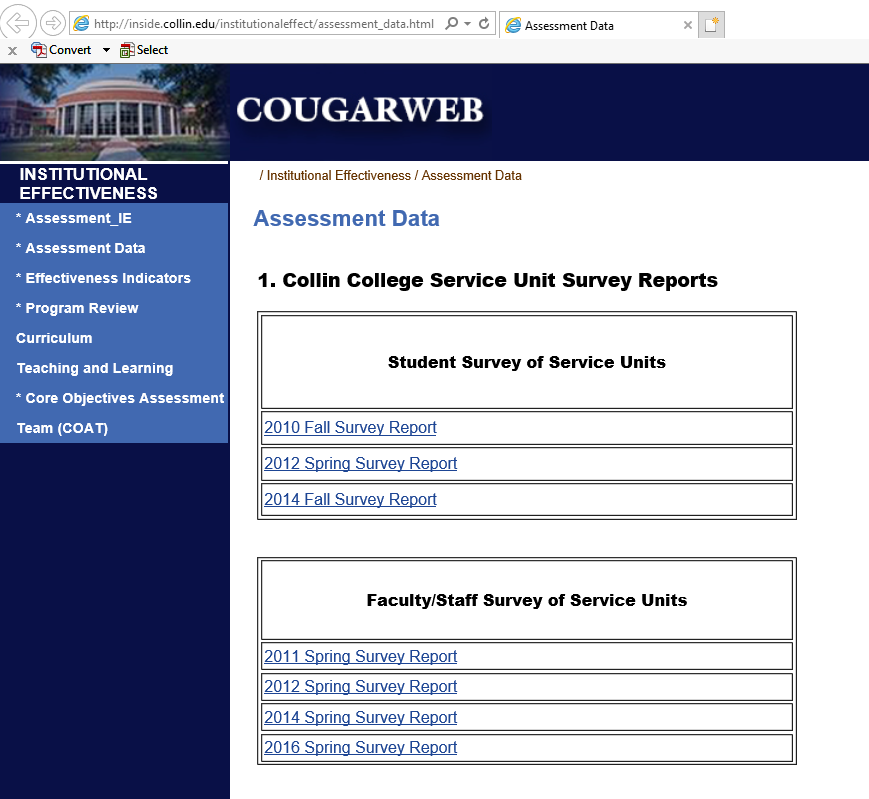 http://inside.collin.edu/institutionaleffect/assessment_data.html
Assessment Data
x Convert Select
COUGARWEB
INSTITUTIONAL
EFFECTIVENESS
* Assessment_IE
* Assessment Data
* Effectiveness Indicators
* Program Review
Curriculum
Teaching and Learning
* Core Objectives Assessment
Team (COAT)
/ Institutional Effectiveness / Assessment Data
Assessment Data
1. Collin College Service Unit Survey Reports
Student Survey of Service Units
2010 Fall Survey Report
2012 Spring Survey Report
2014 Fall Survey Report
Faculty/Staff Survey of Service Units
2011 Spring Survey Report
2012 Spring Survey Report
2014 Spring Survey Report
2016 Spring Survey Report